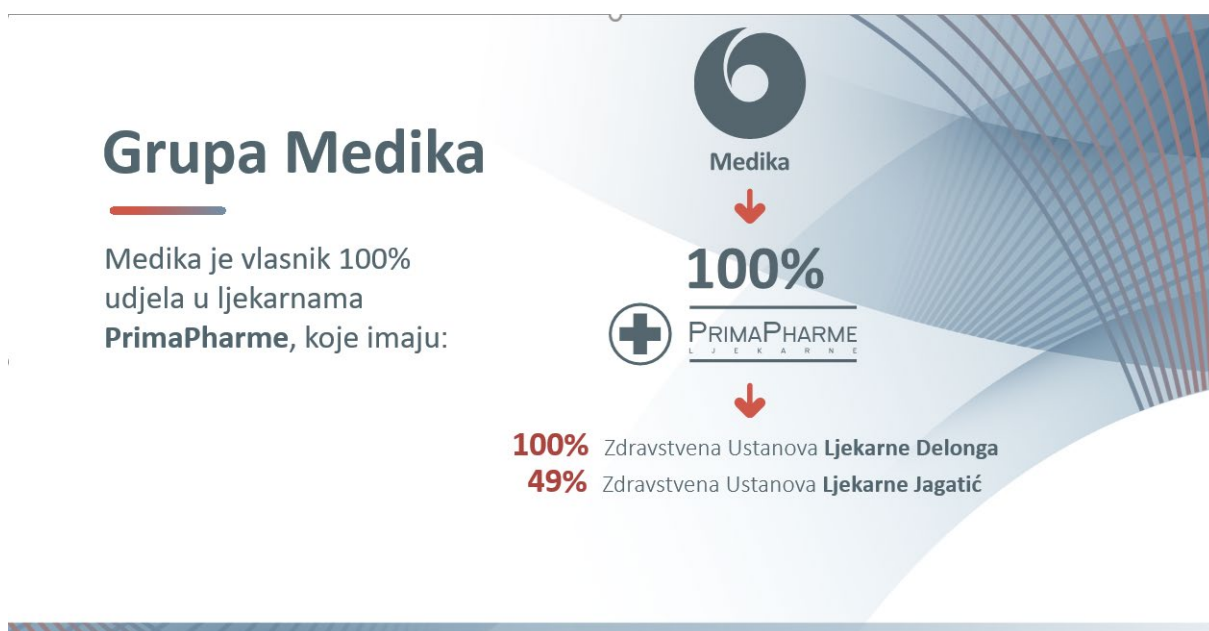 Grupa Medika
Medika je vlasnik 100%
udjela u ljekarnama
PrimaPharme, koje imaju:
Medika
100%
PRIMAPHARME
LJEKARNE
100% Zdravstvena Ustanova Ljekarne Delonga
49% Zdravstvena Ustanova Ljekarne Jagatić